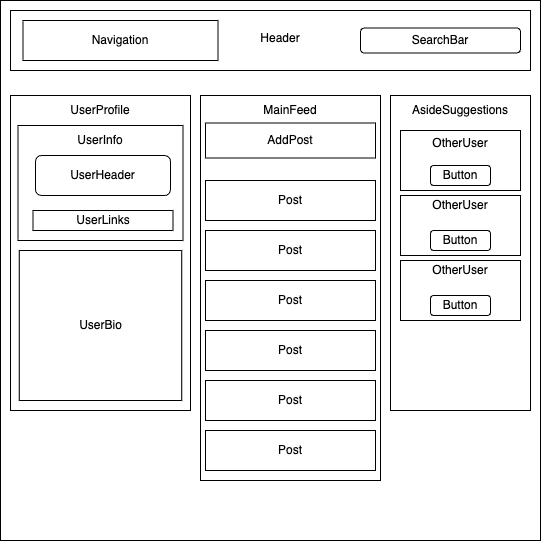 Navigation
Header
SearchBar
UserProfile
UserInfo
UserHeader
UserLinks
UserBio
MainFeed
AddPost
Post
Post
Post
Post
Post
Post
AsideSuggestions
OtherUser
Button
OtherUser
Button
OtherUser
Button